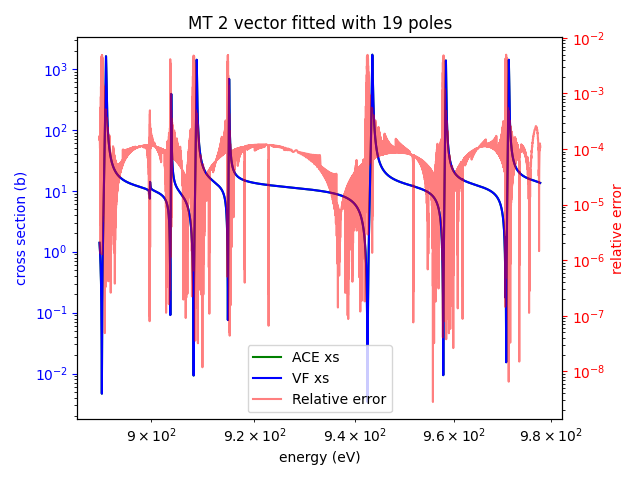 MT 2 vector fitted with 19 poles
cross section (b)
10³
10²
10¹
10⁰
10⁻¹
10⁻²
10⁻²
10⁻³
10⁻⁴
10⁻⁵
10⁻⁶
10⁻⁷
10⁻⁸
relative error
ACE xs
VF xs
Relative error
9 × 10² 9.2 × 10² 9.4 × 10² 9.6 × 10² 9.8 × 10²
energy (eV)